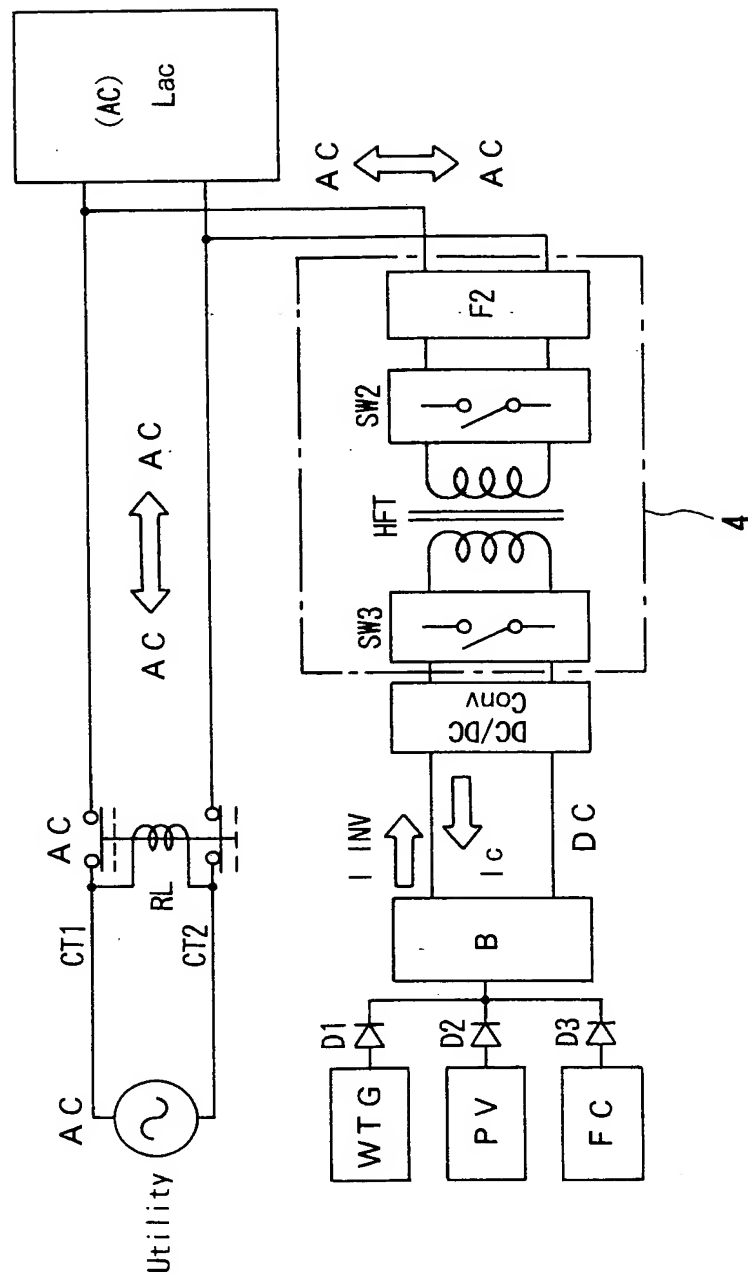 Utility
AC
CT1
CT2
RL
AC
AC
AC
(AC)
Lac
AC
AC
WTG
PV
FC
D1
D2
D3
B
I INV
Ic
DC
DC/DC
Conv
SW3
HFT
SW2
F2
4